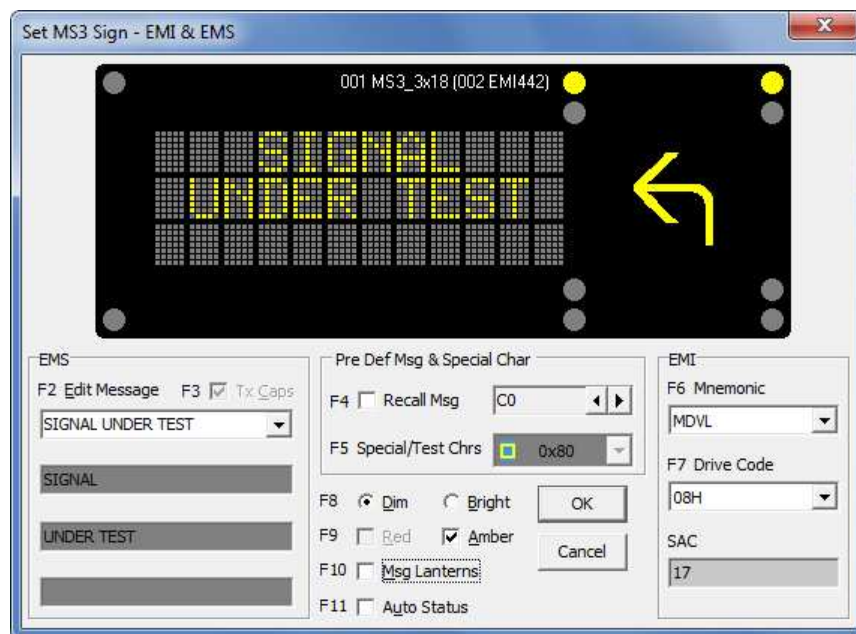 Set MS3 Sign - EMI & EMS
001 MS3_3x18 (002 EMI442)
SIGNAL
UNDER TEST
EMS
F2 Edit Message F3 Tx Caps
SIGNAL UNDER TEST
SIGNAL
UNDER TEST
Pre Def Msg & Special Char
F4 Recall Msg C0
F5 Special/Test Chrs 0x80
F8 Dim Bright
F9 Red Amber
F10 Msg Lanterns
F11 Auto Status
OK
Cancel
EMI
F6 Mnemonic
MDVL
F7 Drive Code
08H
SAC
17